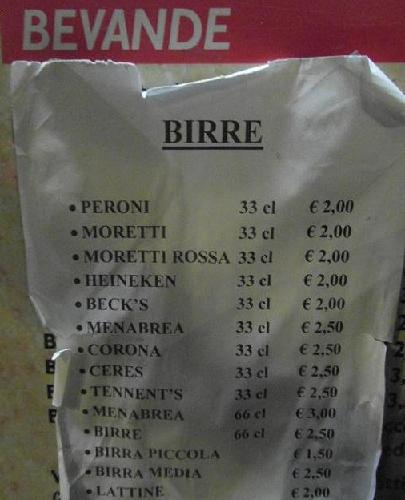 BEVANDE
BIRRE
• PERONI 33 cl € 2,00
• MORETTI 33 cl € 2,00
• MORETTI ROSSA 33 cl € 2,00
• HEINEKEN 33 cl € 2,00
• BECK'S 33 cl € 2,00
• MENABREA 33 cl € 2,50
• CORONA 33 cl € 2,50
• CERES 33 cl € 2,50
• TENNENT'S 33 cl € 2,50
• MENABREA 66 cl € 3,00
• BIRRE 66 cl € 2,50
• BIRRA PICCOLA € 1,50
• BIRRA MEDIA € 2,50
• LATTINE € 2,00